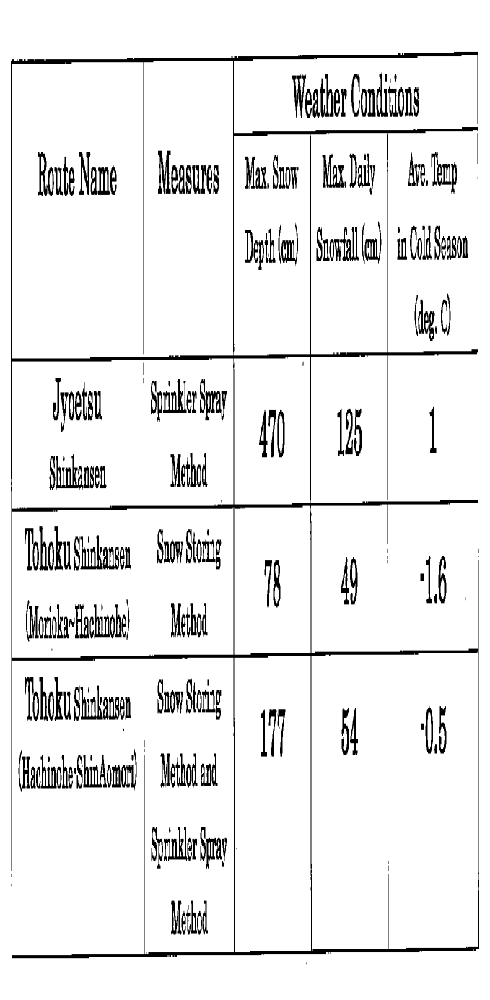 Weather Conditions
Route Name
Measures
Max. Snow
Depth (cm)
Max. Daily
Snowfall (cm)
Ave. Temp
in Cold Season
(deg. C)
Jyoetsu
Shinkansen
Sprinkler Spray
Method
470
125
1
Tohoku Shinkansen
(Morioka~Hachinohe)
Snow Storing
Method
78
49
-1.6
Tohoku Shinkansen
(Hachinohe-ShinAomori)
Snow Storing
Method and
Sprinkler Spray
Method
177
54
-0.5